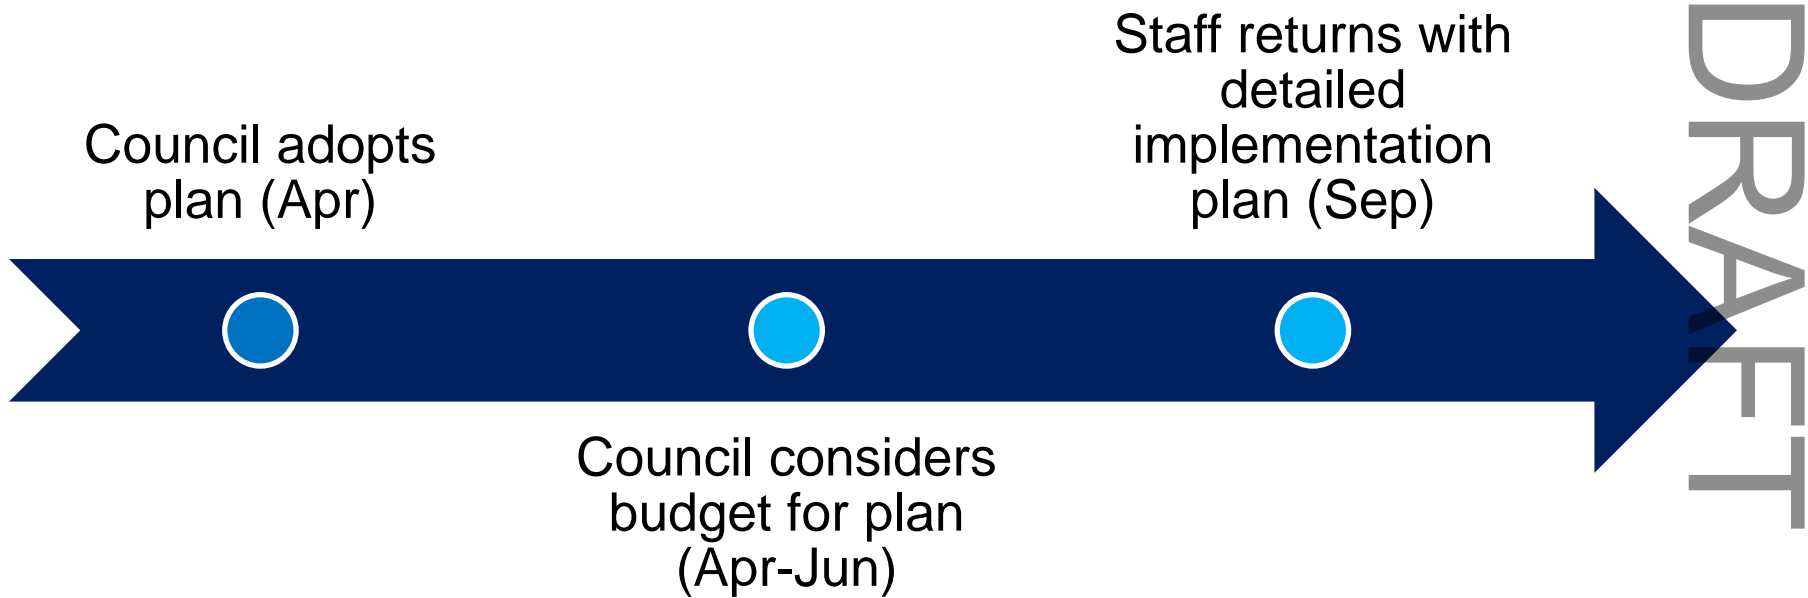 Council adopts
plan (Apr)
Council considers
budget for plan
(Apr-Jun)
Staff returns with
detailed
implementation
plan (Sep)
DRAFT